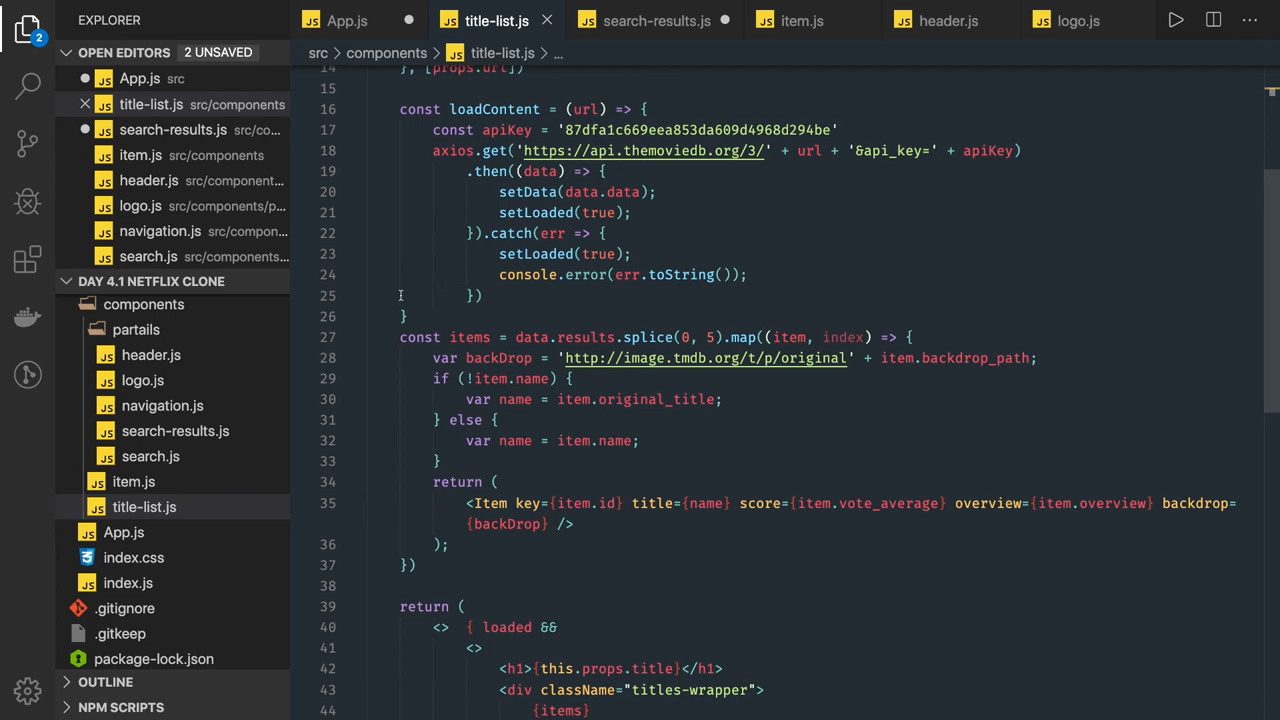 EXPLORER
App.js
title-list.js
search-results.js
item.js
header.js
logo.js
OPEN EDITORS 2 UNSAVED
src > components > title-list.js > ...
App.js src
title-list.js src/components
search-results.js src/co...
item.js src/components
header.js src/components
logo.js src/components/p...
navigation.js src/compon...
search.js src/components...
DAY 4.1 NETFLIX CLONE
components
partails
header.js
logo.js
navigation.js
search-results.js
search.js
item.js
title-list.js
App.js
index.css
index.js
.gitignore
.gitkeep
package-lock.json
OUTLINE
NPM SCRIPTS
2
14 }, [props.url])
15
16 const loadContent = (url) => {
17 const apiKey = '87dfa1c669eea853da609d4968d294be'
18 axios.get('https://api.themoviedb.org/3/' + url + '&api_key=' + apiKey)
19 .then((data) => {
20 setData(data.data);
21 setLoaded(true);
22 }).catch(err => {
23 setLoaded(true);
24 console.error(err.toString());
25 })
26 }
27 const items = data.results.splice(0, 5).map((item, index) => {
28 var backDrop = 'http://image.tmdb.org/t/p/original' + item.backdrop_path;
29 if (!item.name) {
30 var name = item.original_title;
31 } else {
32 var name = item.name;
33 }
34 return (
35 <Item key={item.id} title={name} score={item.vote_average} overview={item.overview} backdrop=
{backDrop} />
36 );
37 })
38
39 return (
40 <> { loaded &&
41 <>
42 <h1>{this.props.title}</h1>
43 <div className="titles-wrapper">
44 {items}